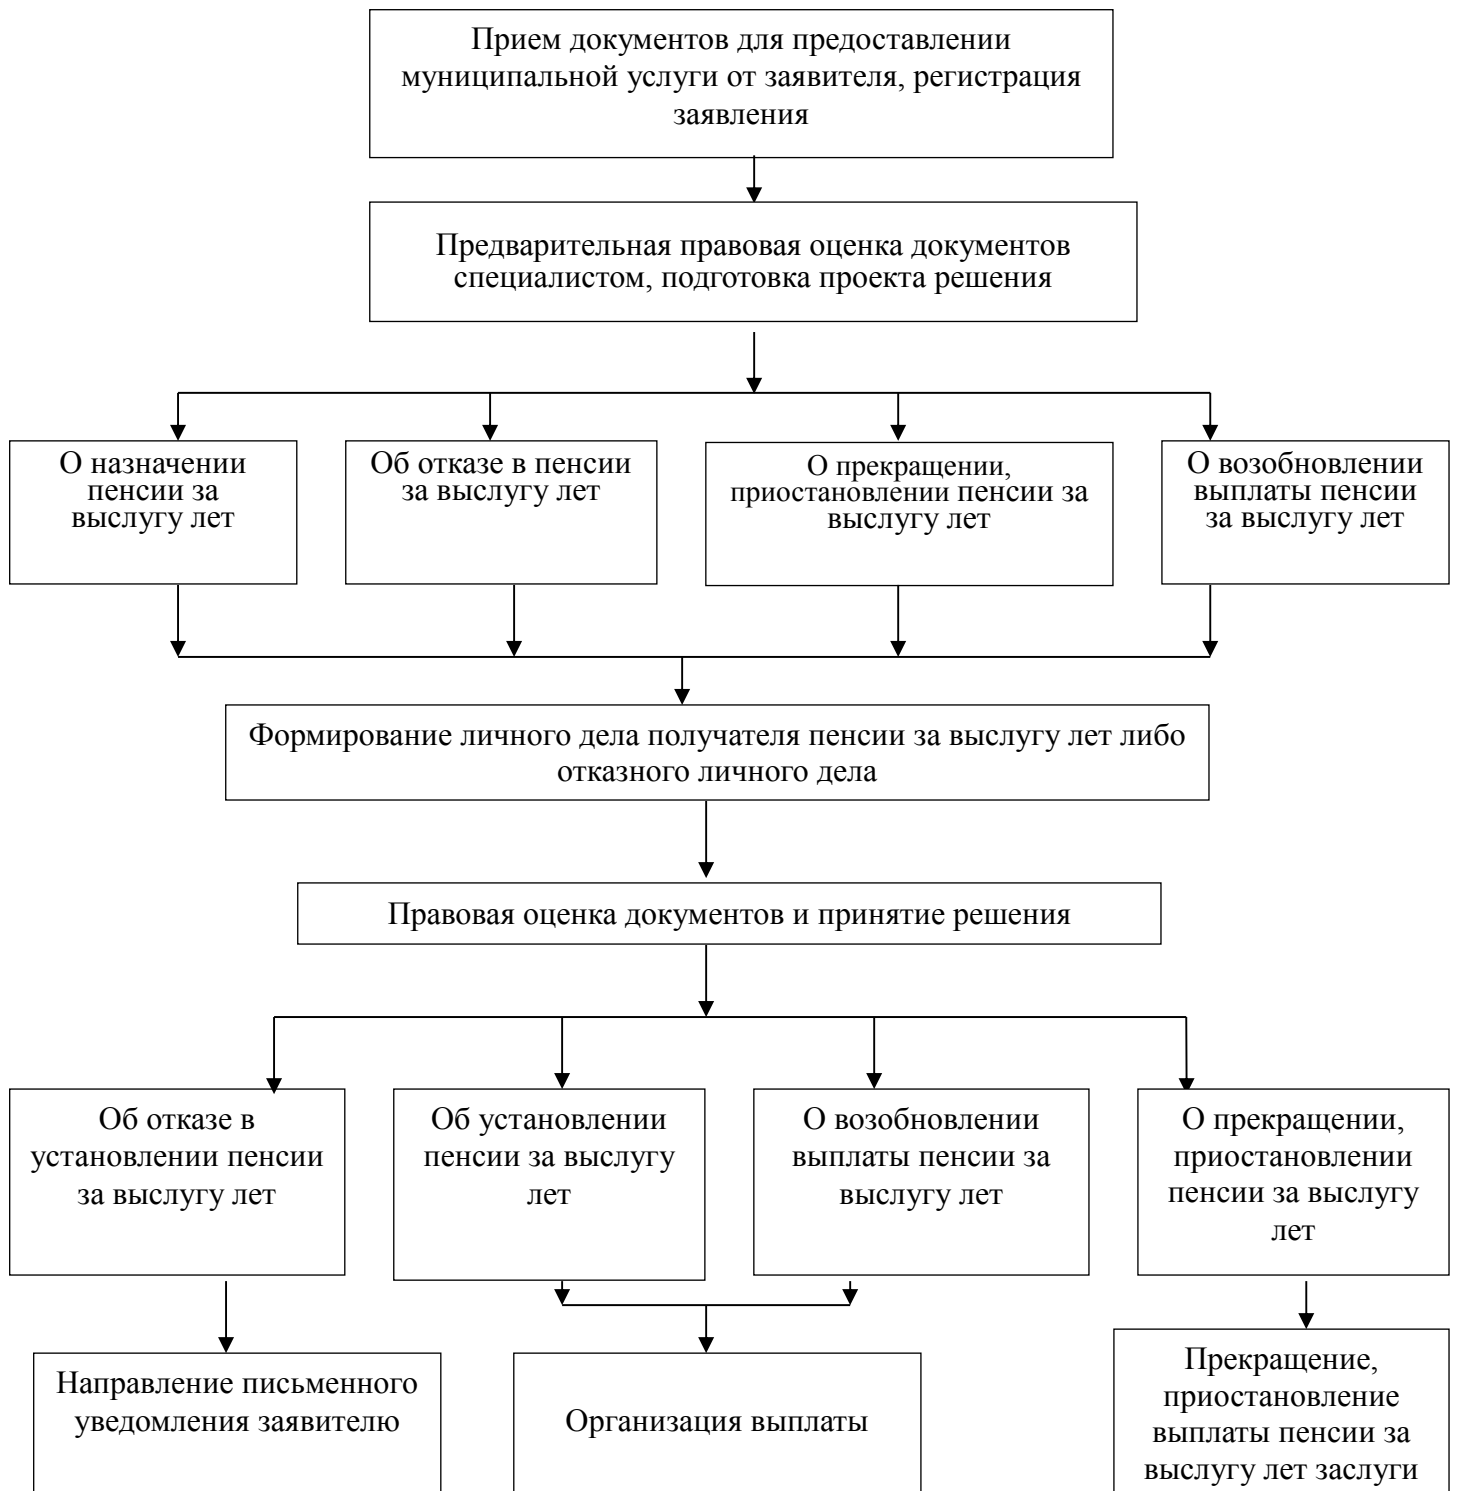 Прием документов для предоставлении
муниципальной услуги от заявителя, регистрация
заявления
Предварительная правовая оценка документов
специалистом, подготовка проекта решения
О назначении
пенсии за
выслугу лет
Об отказе в пенсии
за выслугу лет
О прекращении,
приостановлении пенсии за
выслугу лет
О возобновлении
выплаты пенсии
за выслугу лет
Формирование личного дела получателя пенсии за выслугу лет либо
отказного личного дела
Правовая оценка документов и принятие решения
Об отказе в
установлении пенсии
за выслугу лет
Об установлении
пенсии за выслугу
лет
О возобновлении
выплаты пенсии за
выслугу лет
О прекращении,
приостановлении
пенсии за выслугу
лет
Направление письменного
уведомления заявителю
Организация выплаты
Прекращение,
приостановление
выплаты пенсии за
выслугу лет заслуги